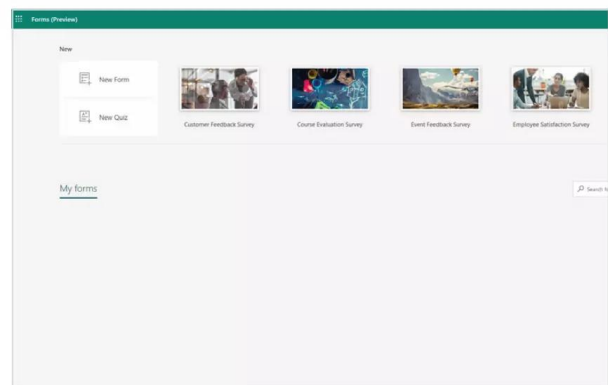 Forms (Preview)
New
New Form
New Quiz
Customer Feedback Survey
Course Evaluation Survey
Event Feedback Survey
Employee Satisfaction Survey
My forms
Search